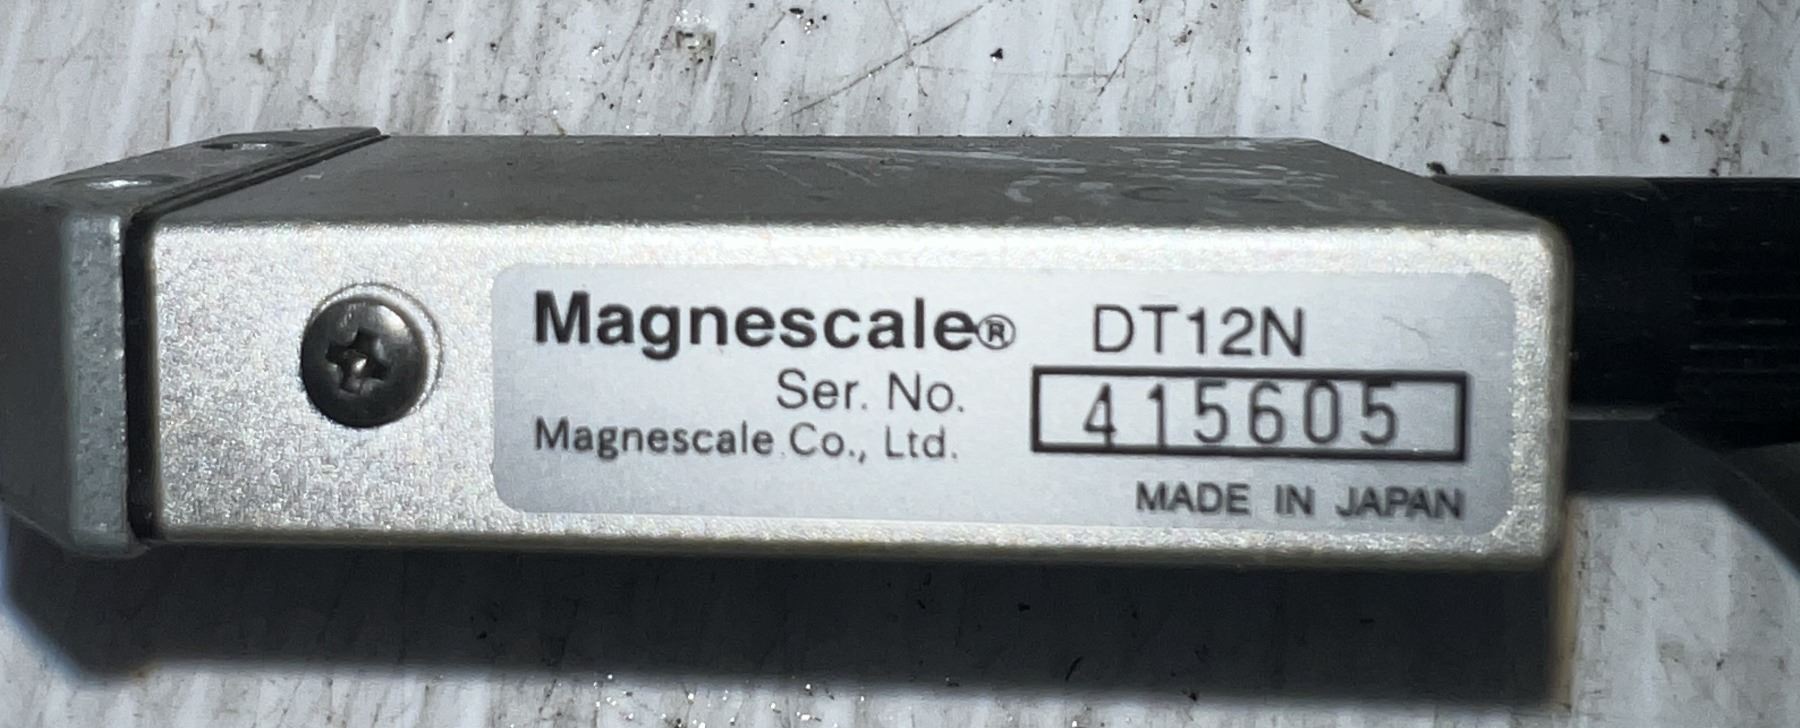 Magnescale® DT12N
Ser. No. 415605
Magnescale Co., Ltd.
MADE IN JAPAN